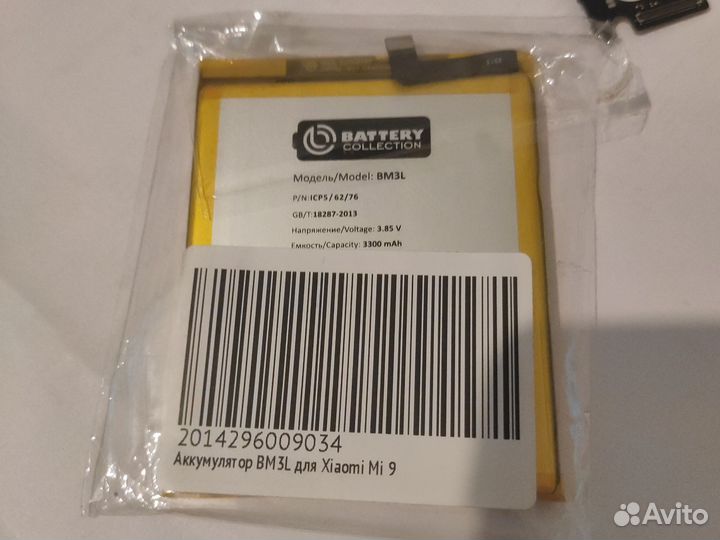 BATTERY
COLLECTION
Модель/Model: BM3L
P/N:ICP5/62/76
GB/T:18287-2013
Напряжение/Voltage: 3.85 V
Емкость/Capacity: 3300 mAh
2014296009034
Аккумулятор BM3L для Xiaomi Mi 9
Avito